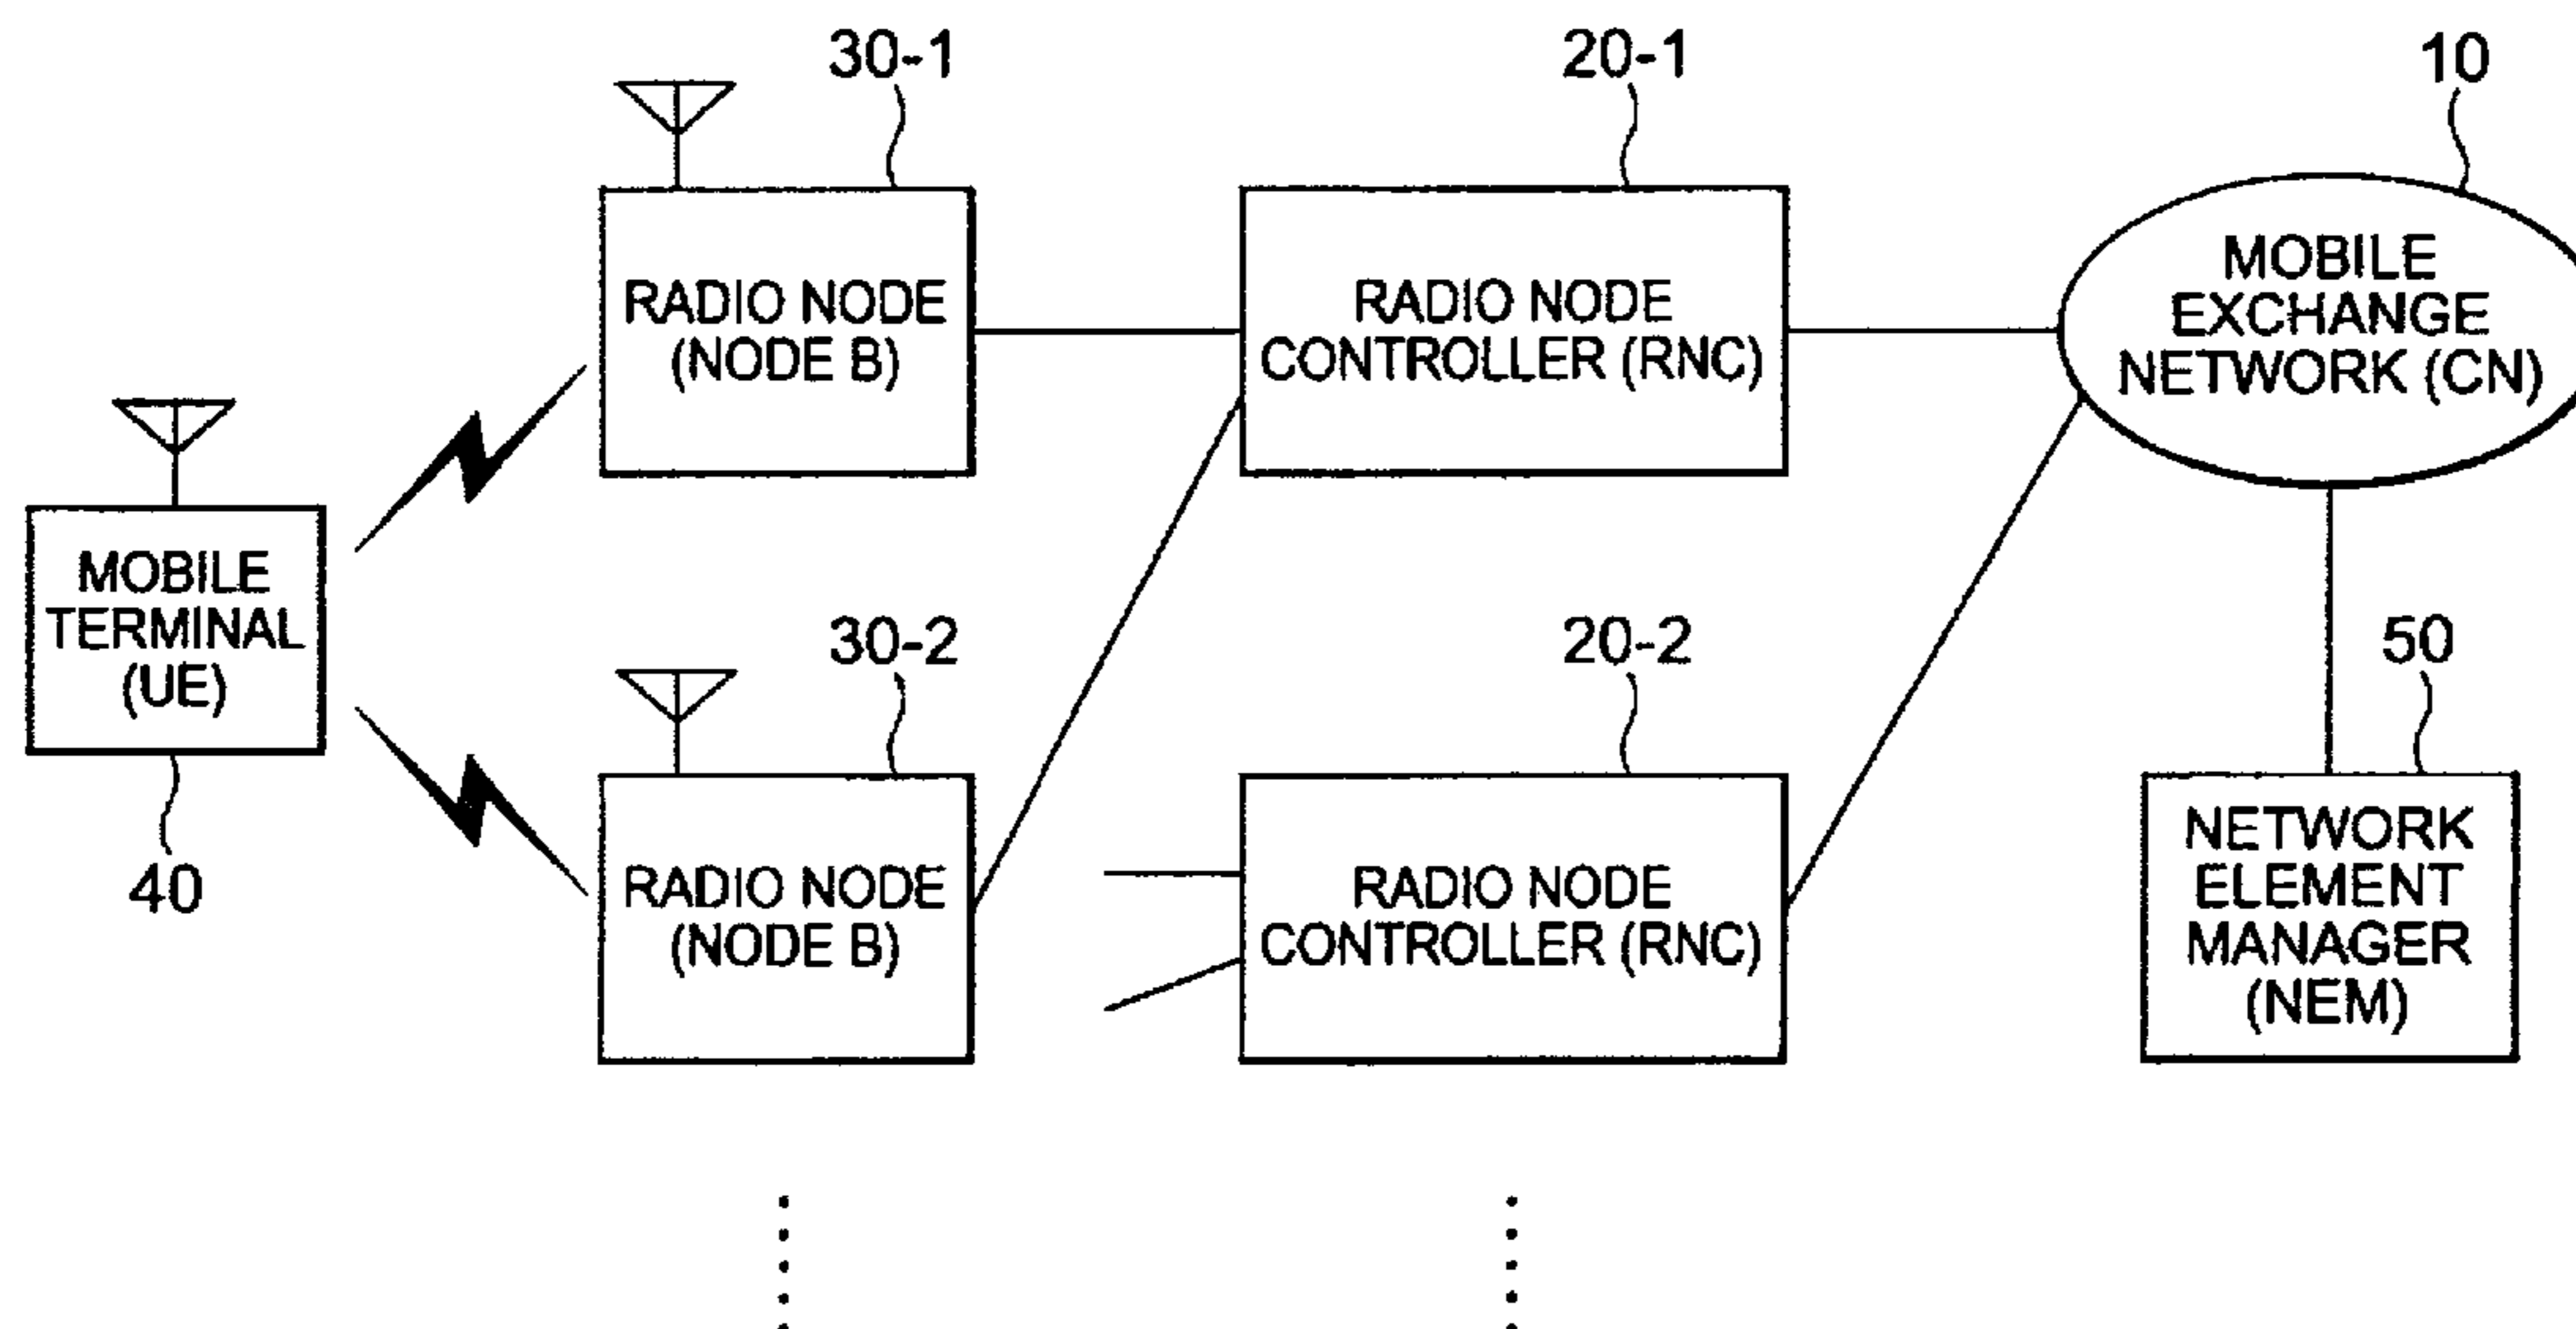 30-1
20-1
10
RADIO NODE
(NODE B)
RADIO NODE
CONTROLLER (RNC)
MOBILE
EXCHANGE
NETWORK (CN)
MOBILE
TERMINAL
(UE)
40
30-2
20-2
50
RADIO NODE
(NODE B)
RADIO NODE
CONTROLLER (RNC)
NETWORK
ELEMENT
MANAGER
(NEM)